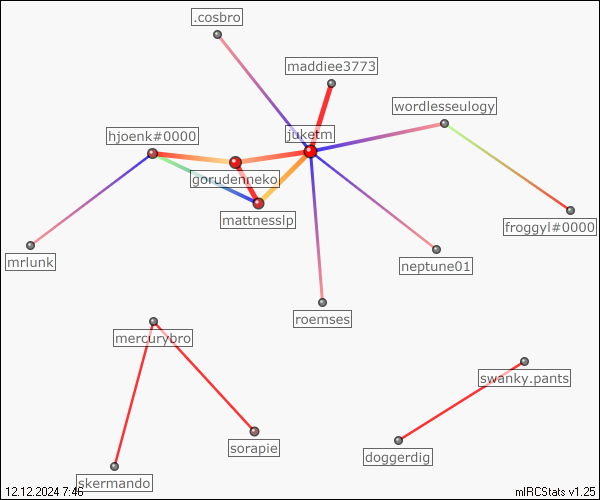 .cosbro
maddiee3773
wordlesseulogy
hjoenk#0000
juketm
gorudenneko
mattnesslp
froggyl#0000
mrlunk
neptune01
roemses
mercurybro
swanky.pants
sorapie
doggerdig
skermando
12.12.2024 7:46
mIRCStats v1.25